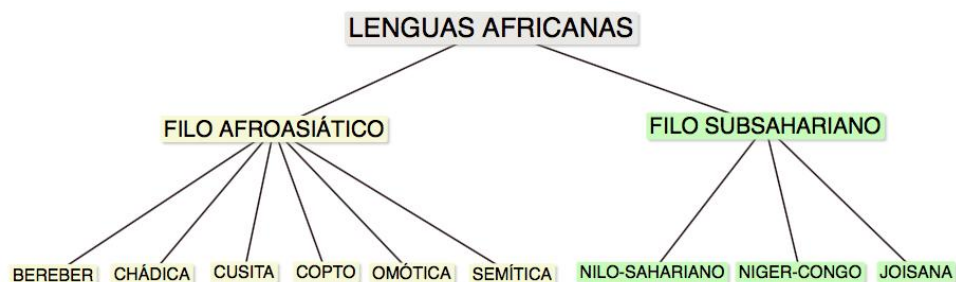 LENGUAS AFRICANAS
FILO AFROASIÁTICO
FILO SUBSAHARIANO
BEREBER
CHÁDICA
CUSITA
COPTO
OMÓTICA
SEMÍTICA
NILO-SAHARIANO
NIGER-CONGO
JOISANA